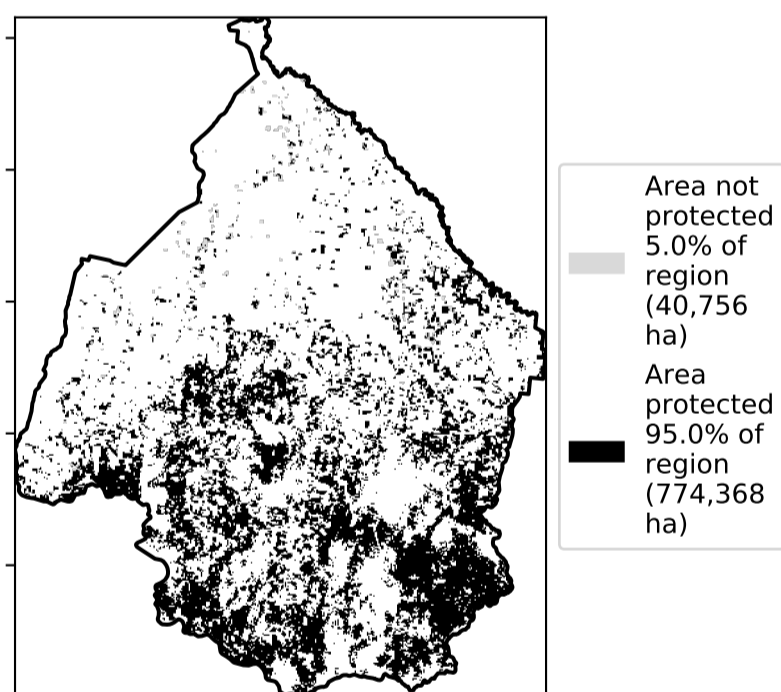 Area not
protected
5.0% of
region
(40,756
ha)
Area
protected
95.0% of
region
(774,368
ha)